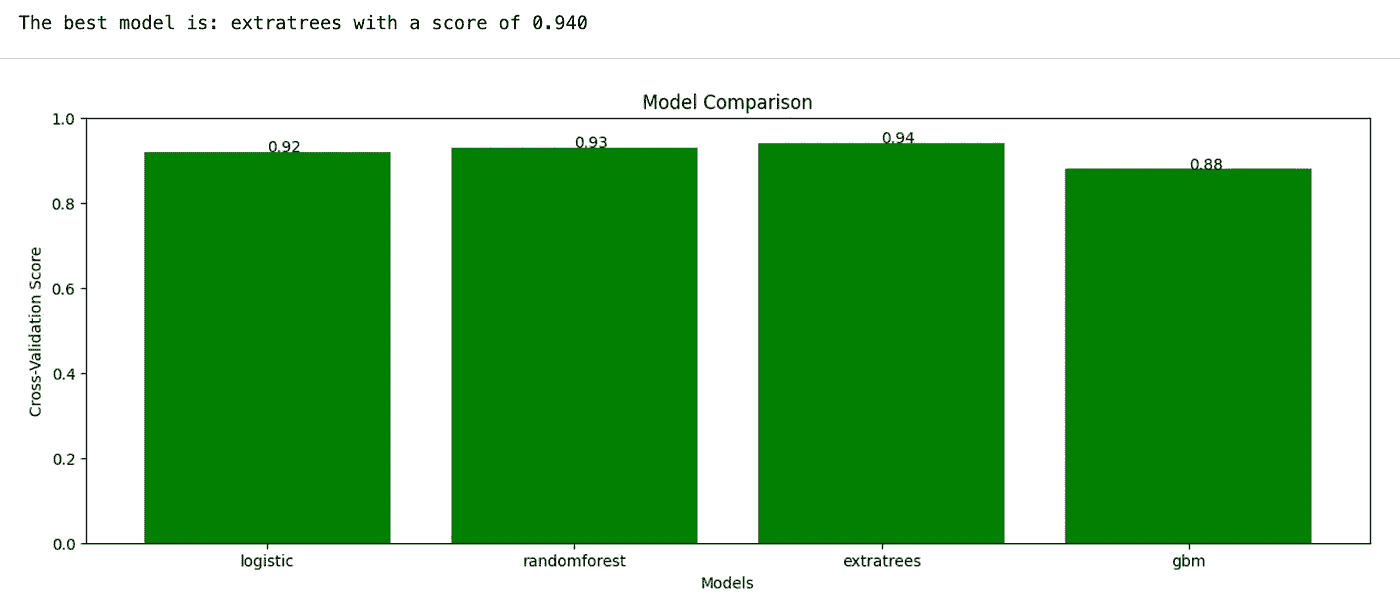 The best model is: extratrees with a score of 0.940
Model Comparison
1.0
0.8
0.6
0.4
0.2
0.0
Cross-Validation Score
0.92
0.93
0.94
0.88
logistic
randomforest
extratrees
gbm
Models